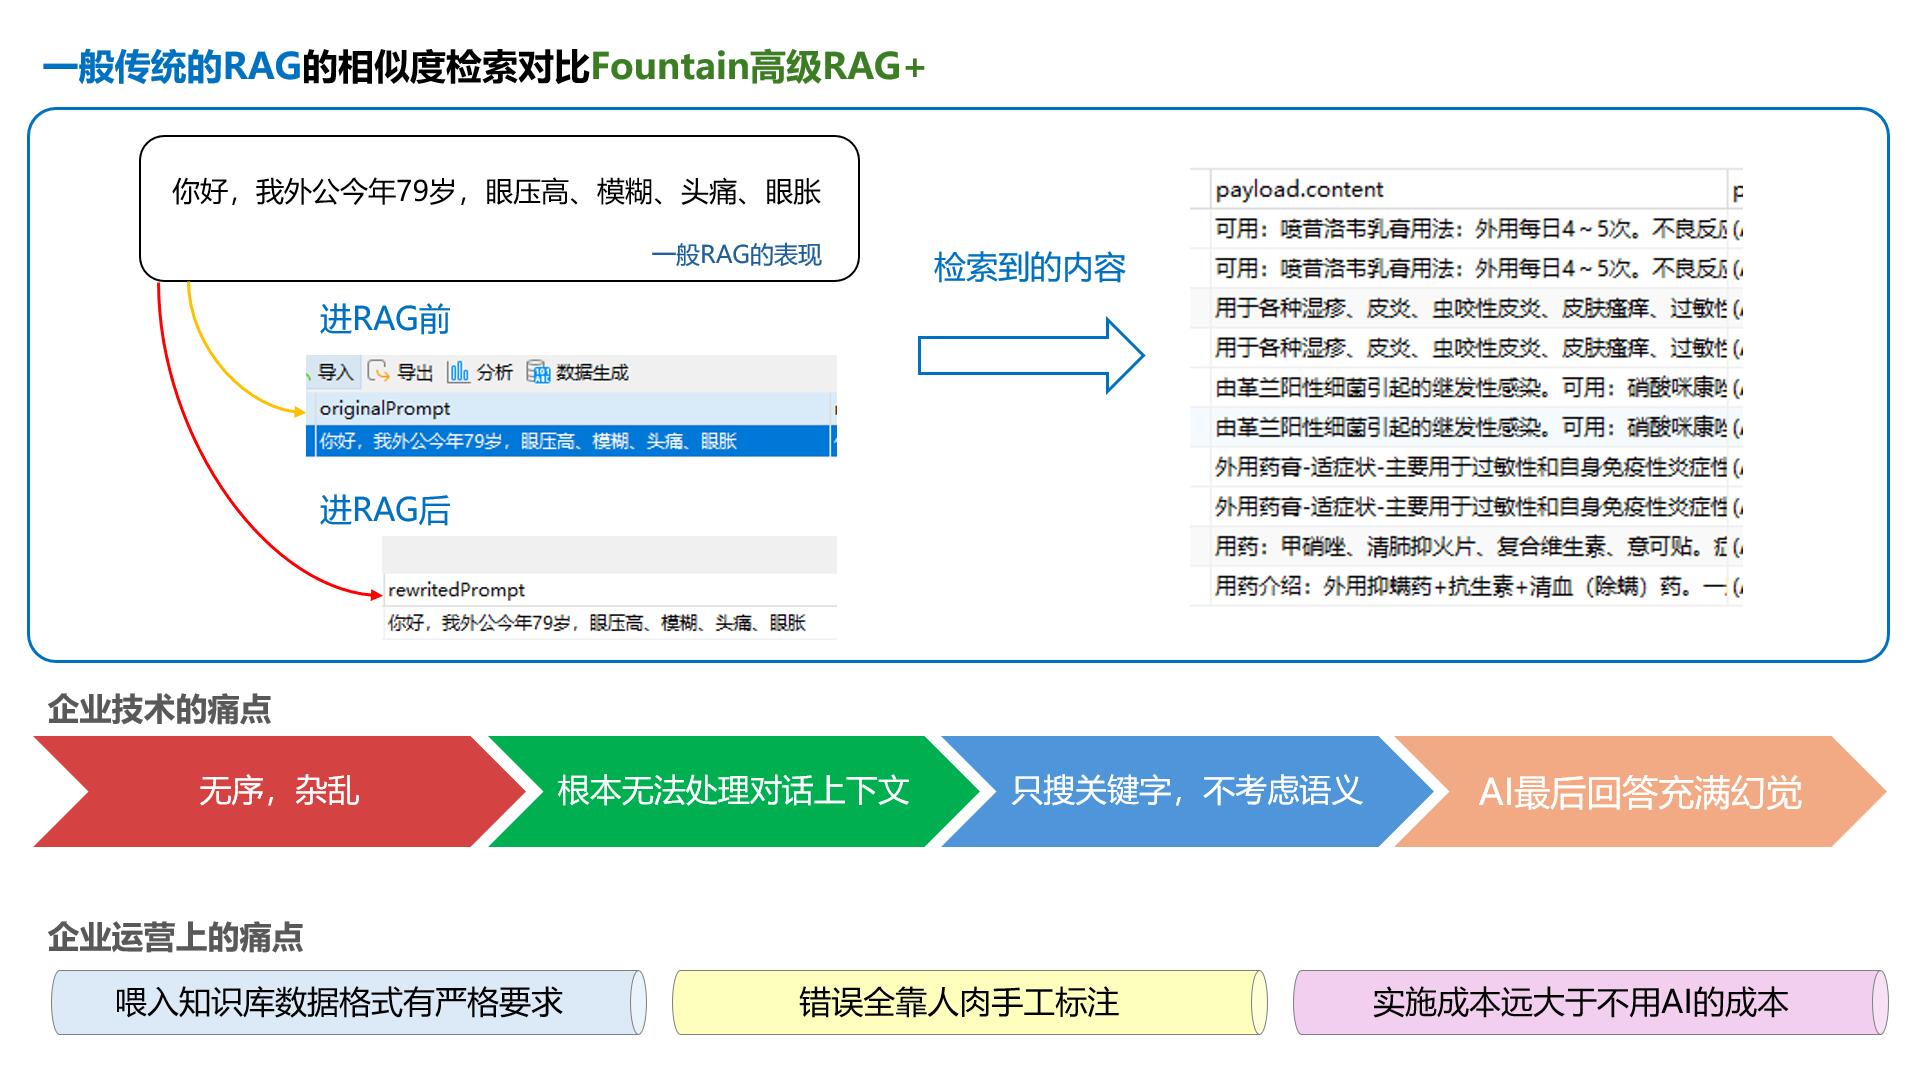 一般传统的RAG的相似度检索对比Fountain高级RAG+
你好，我外公今年79岁，眼压高、模糊、头痛、眼胀
一般RAG的表现
进RAG前
导入 导出 分析 数据生成
originalPrompt
你好，我外公今年79岁，眼压高、模糊、头痛、眼胀
进RAG后
rewritedPrompt
你好，我外公今年79岁，眼压高、模糊、头痛、眼胀
检索到的内容
payload.content p
可用：喷昔洛韦乳膏用法：外用每日4～5次。不良反应 (
可用：喷昔洛韦乳膏用法：外用每日4～5次。不良反应 (
用于各种湿疹、皮炎、虫咬性皮炎、皮肤瘙痒、过敏性 (
用于各种湿疹、皮炎、虫咬性皮炎、皮肤瘙痒、过敏性 (
由革兰阳性细菌引起的继发性感染。可用：硝酸咪康唑 (
由革兰阳性细菌引起的继发性感染。可用：硝酸咪康唑 (
外用药膏-适症状-主要用于过敏性和自身免疫性炎症性 (
外用药膏-适症状-主要用于过敏性和自身免疫性炎症性 (
用药：甲硝唑、清肺抑火片、复合维生素、意可贴。症 (
用药介绍：外用抑螨药+抗生素+清血（除螨）药。一 (
企业技术的痛点
无序，杂乱
根本无法处理对话上下文
只搜关键字，不考虑语义
AI最后回答充满幻觉
企业运营上的痛点
喂入知识库数据格式有严格要求
错误全靠人肉手工标注
实施成本远大于不用AI的成本